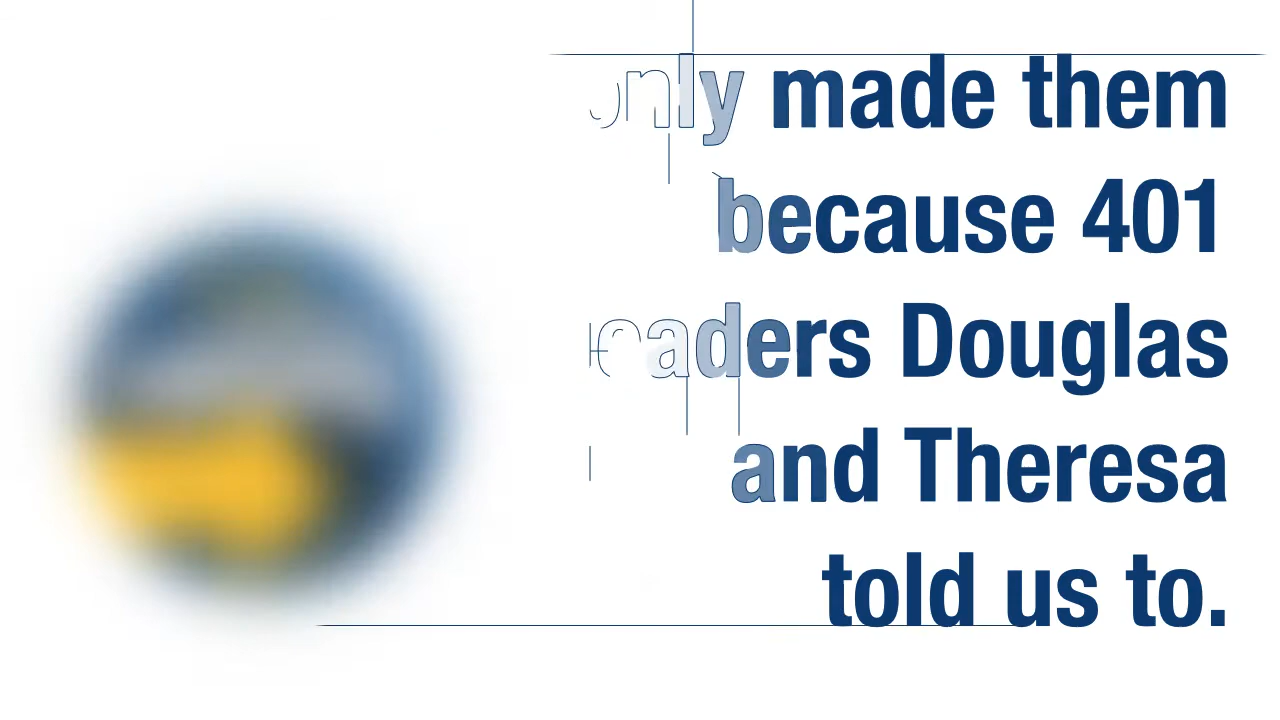 only made them
because 401
leaders Douglas
and Theresa
told us to.